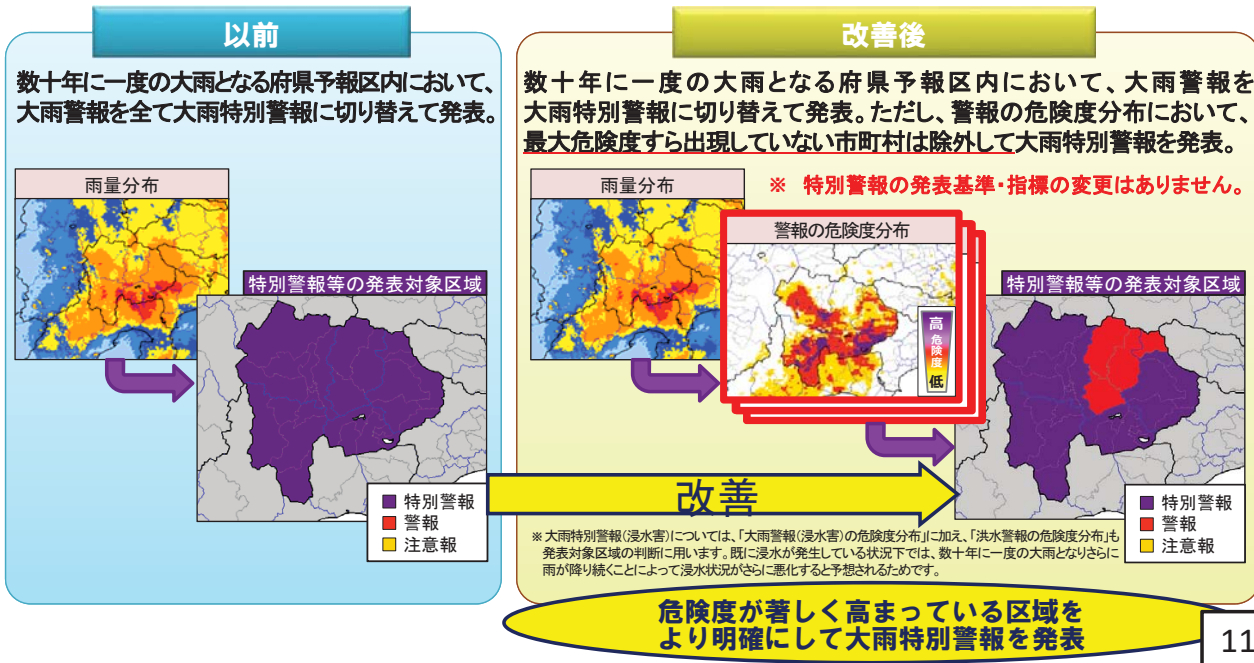 以前
数十年に一度の大雨となる府県予報区内において、
大雨警報を全て大雨特別警報に切り替えて発表。
雨量分布
特別警報等の発表対象区域
特別警報
警報
注意報
改善後
数十年に一度の大雨となる府県予報区内において、大雨警報を
大雨特別警報に切り替えて発表。ただし、警報の危険度分布において、
最大危険度すら出現していない市町村は除外して大雨特別警報を発表。
※ 特別警報の発表基準・指標の変更はありません。
雨量分布
警報の危険度分布
高
危険度
低
特別警報等の発表対象区域
特別警報
警報
注意報
改善
※大雨特別警報(浸水害)については、「大雨警報(浸水害)の危険度分布」に加え、「洪水警報の危険度分布」も
発表対象区域の判断に用います。既に浸水が発生している状況下では、数十年に一度の大雨となりさらに
雨が降り続くことによって浸水状況がさらに悪化すると予想されるためです。
危険度が著しく高まっている区域を
より明確にして大雨特別警報を発表
11